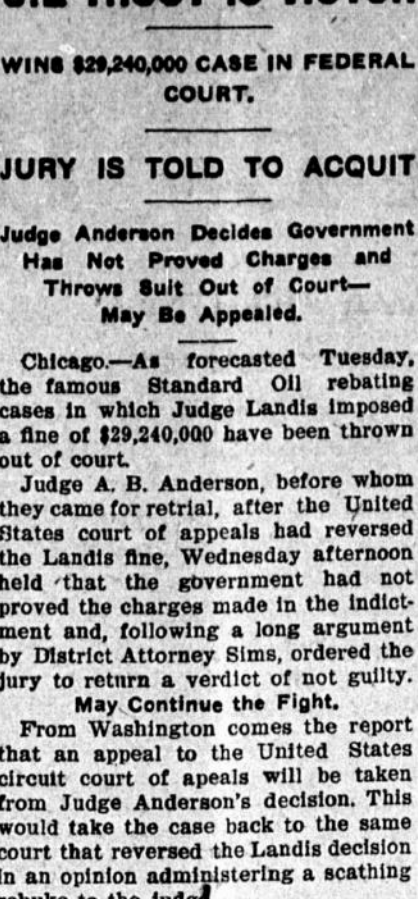 WINS $29,240,000 CASE IN FEDERAL
COURT.
JURY IS TOLD TO ACQUIT
Judge Anderson Decides Government
Has Not Proved Charges and
Throws Suit Out of Court—
May Be Appealed.
Chicago.—As forecasted Tuesday,
the famous Standard Oil rebating
cases in which Judge Landis imposed
a fine of $29,240,000 have been thrown
out of court.
Judge A. B. Anderson, before whom
they came for retrial, after the United
States court of appeals had reversed
the Landis fine, Wednesday afternoon
held that the government had not
proved the charges made in the indict-
ment and, following a long argument
by District Attorney Sims, ordered the
jury to return a verdict of not guilty.
May Continue the Fight.
From Washington comes the report
that an appeal to the United States
circuit court of apeals will be taken
from Judge Anderson's decision. This
would take the case back to the same
court that reversed the Landis decision
in an opinion administering a scathing